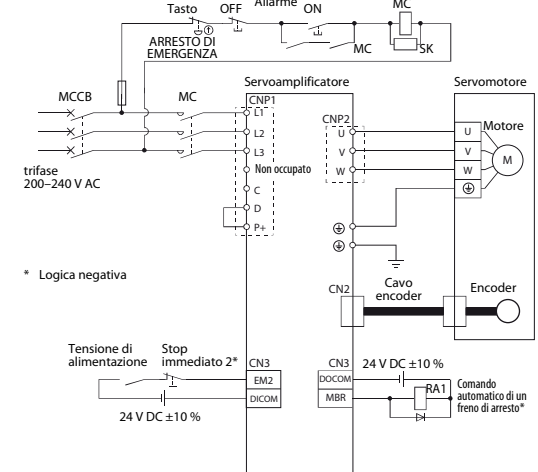 Tasto
OFF
Allarme
ON
MC
ARRESTO DI
EMERGENZA
MC
SK
MCCB
MC
Servoamplificatore
Servomotore
CNP1
L1
L2
L3
Non occupato
C
D
P+
CNP2
U
V
W
U
V
W
Motore
M
trifase
200–240 V AC
* Logica negativa
CN2
Cavo
encoder
Encoder
Tensione di
alimentazione
Stop
immediato 2*
24 V DC ±10 %
CN3
EM2
DICOM
CN3
DOCOM
MBR
24 V DC ±10 %
RA1
Comando
automatico di un
freno di arresto*